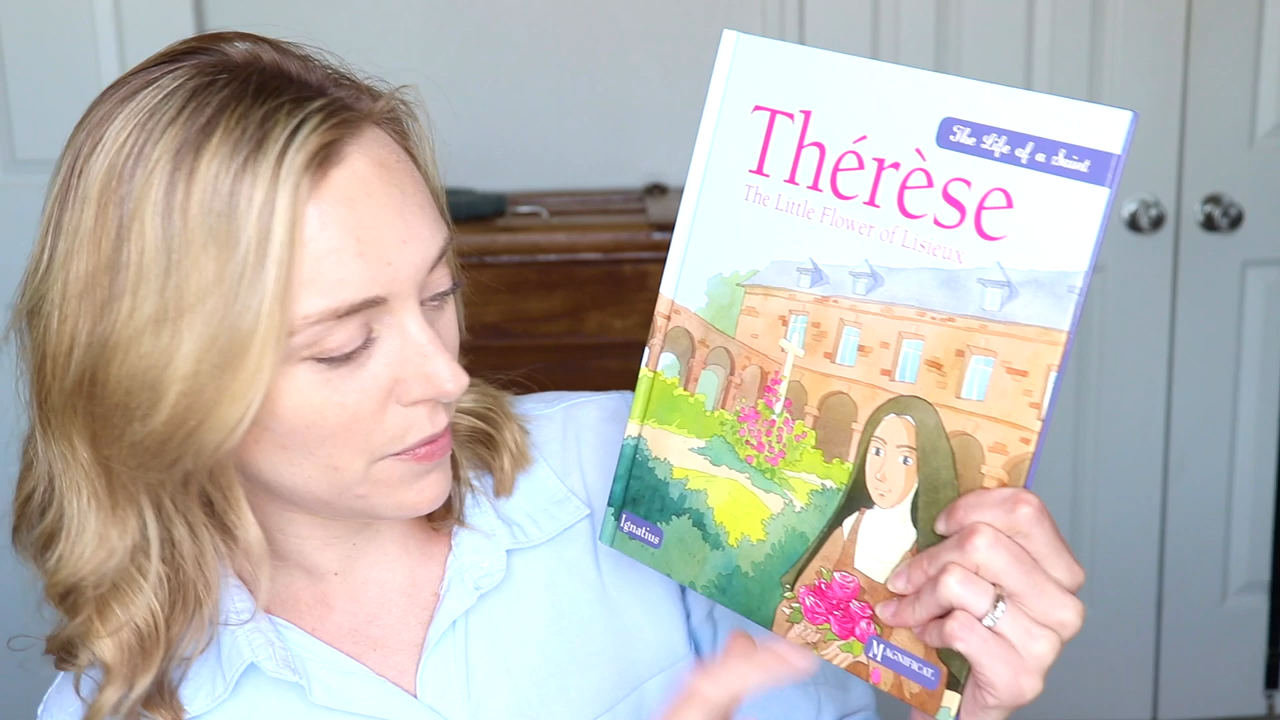 The Life of a Saint
Thérèse
The Little Flower of Lisieux
Ignatius
MAGNIFICAT.